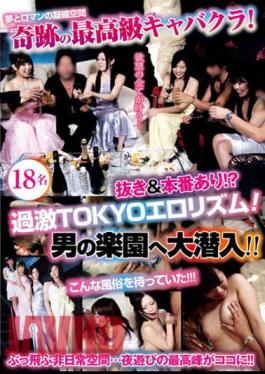 夢とロマンの凝縮空間
奇跡の最高級キャバクラ!
18名
抜き&本番あり!?
過激TOKYOエロリズム!
男の楽園へ大潜入!!
こんな風俗を待っていた!!!
ぶっ飛ぶ非日常空間…夜遊びの最高峰がココに!!